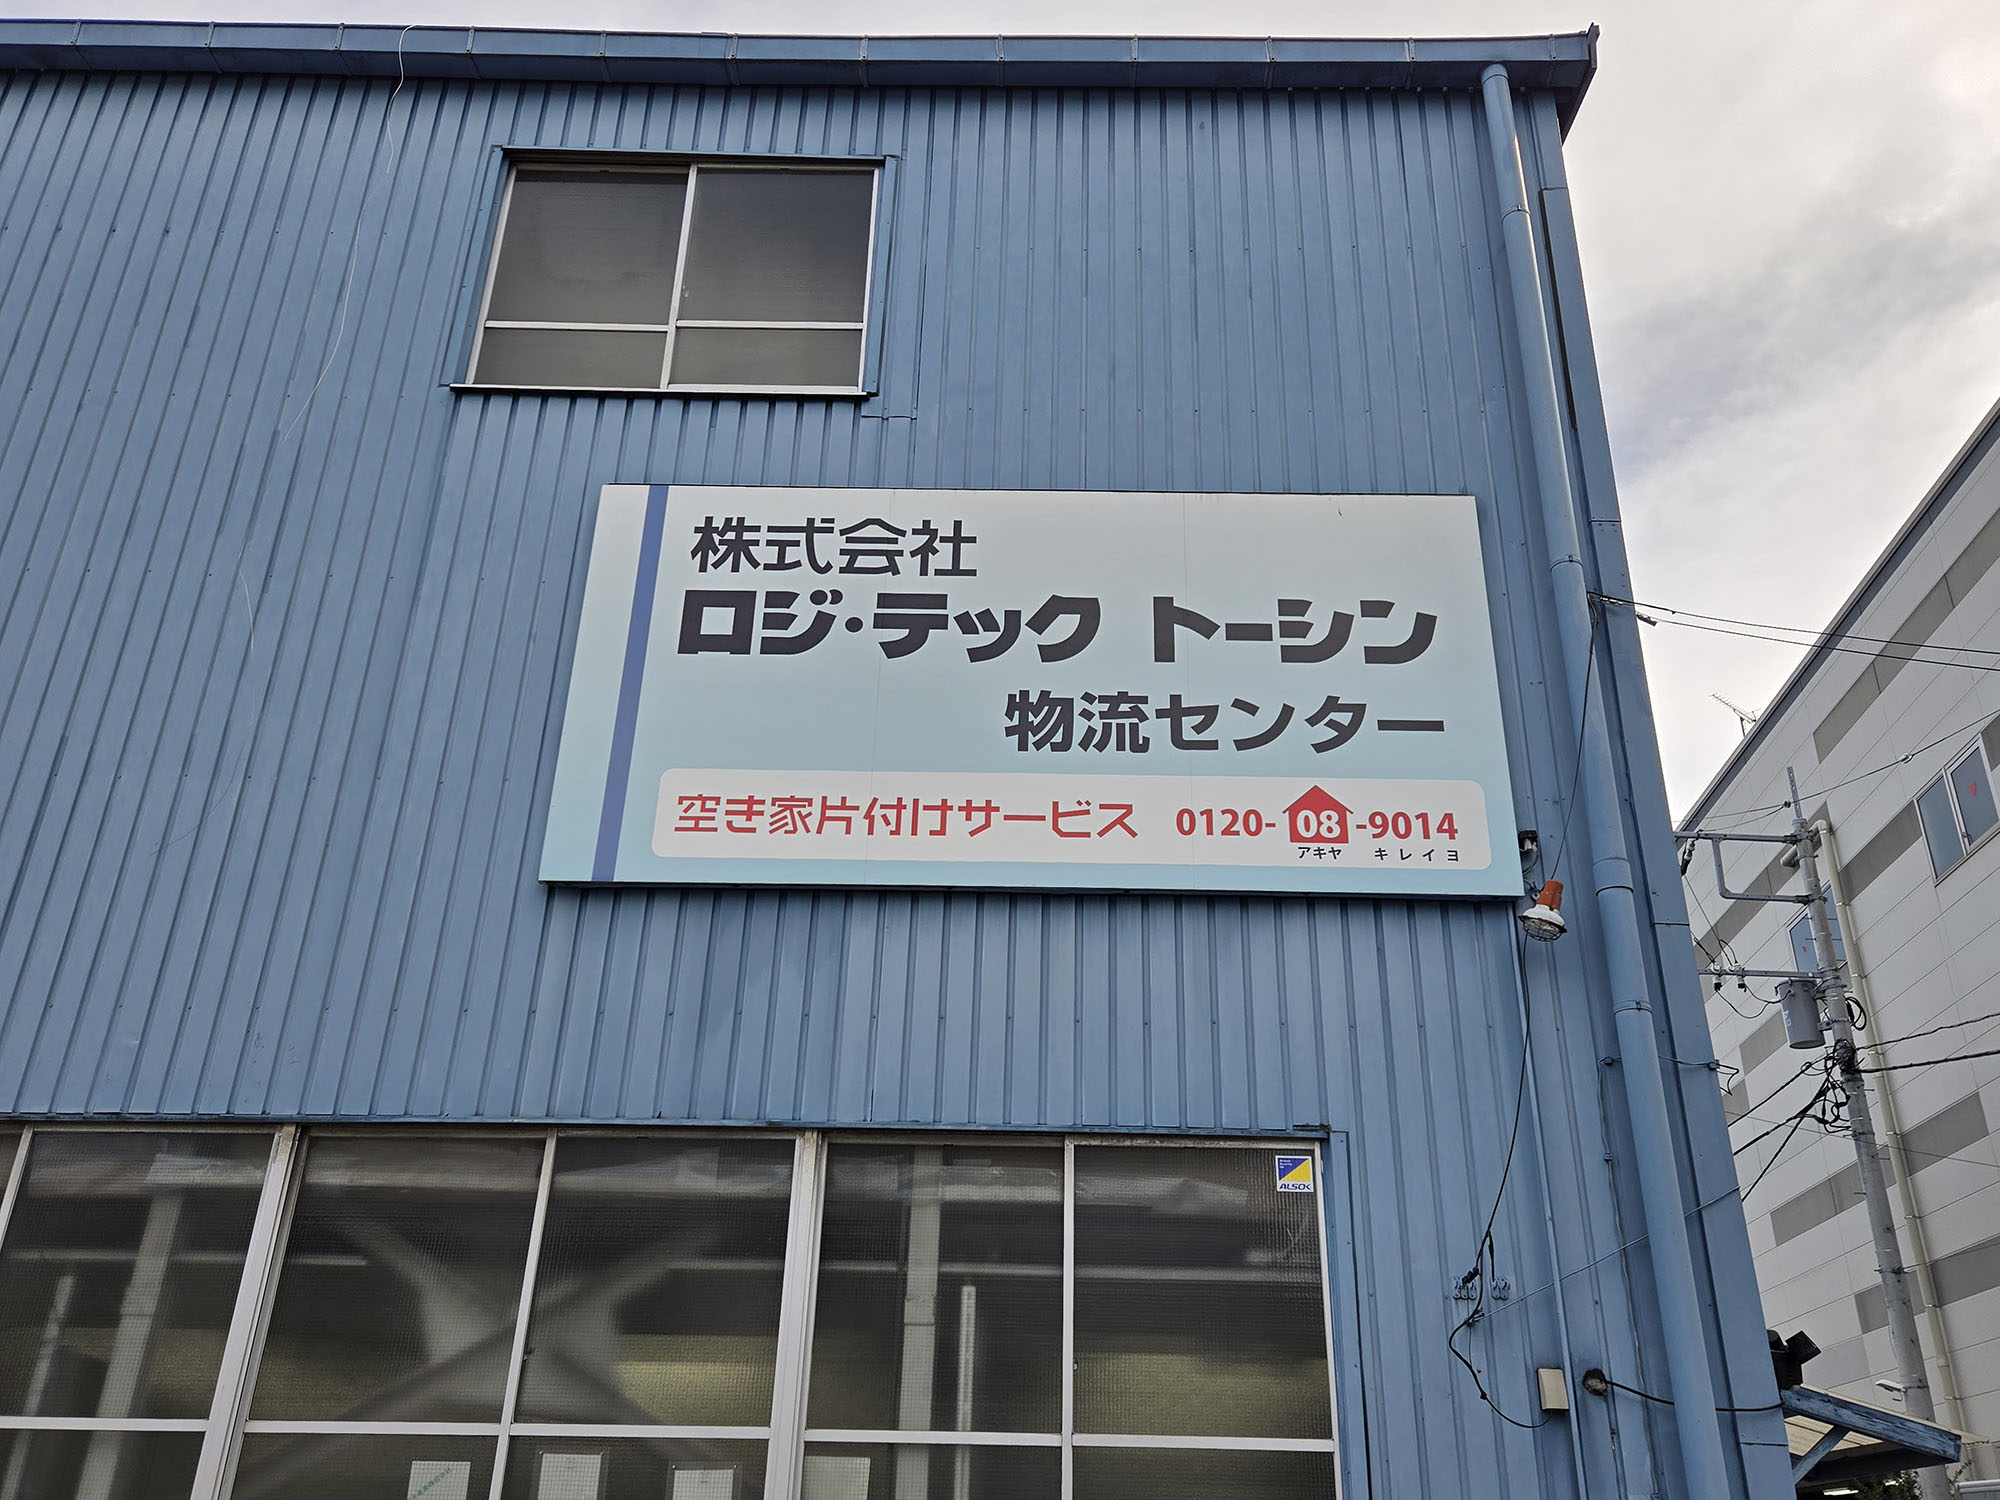 株式会社
ロジ・テック トーシン
物流センター
空き家片付けサービス 0120-08-9014
アキヤ キレイヨ
ALSOK